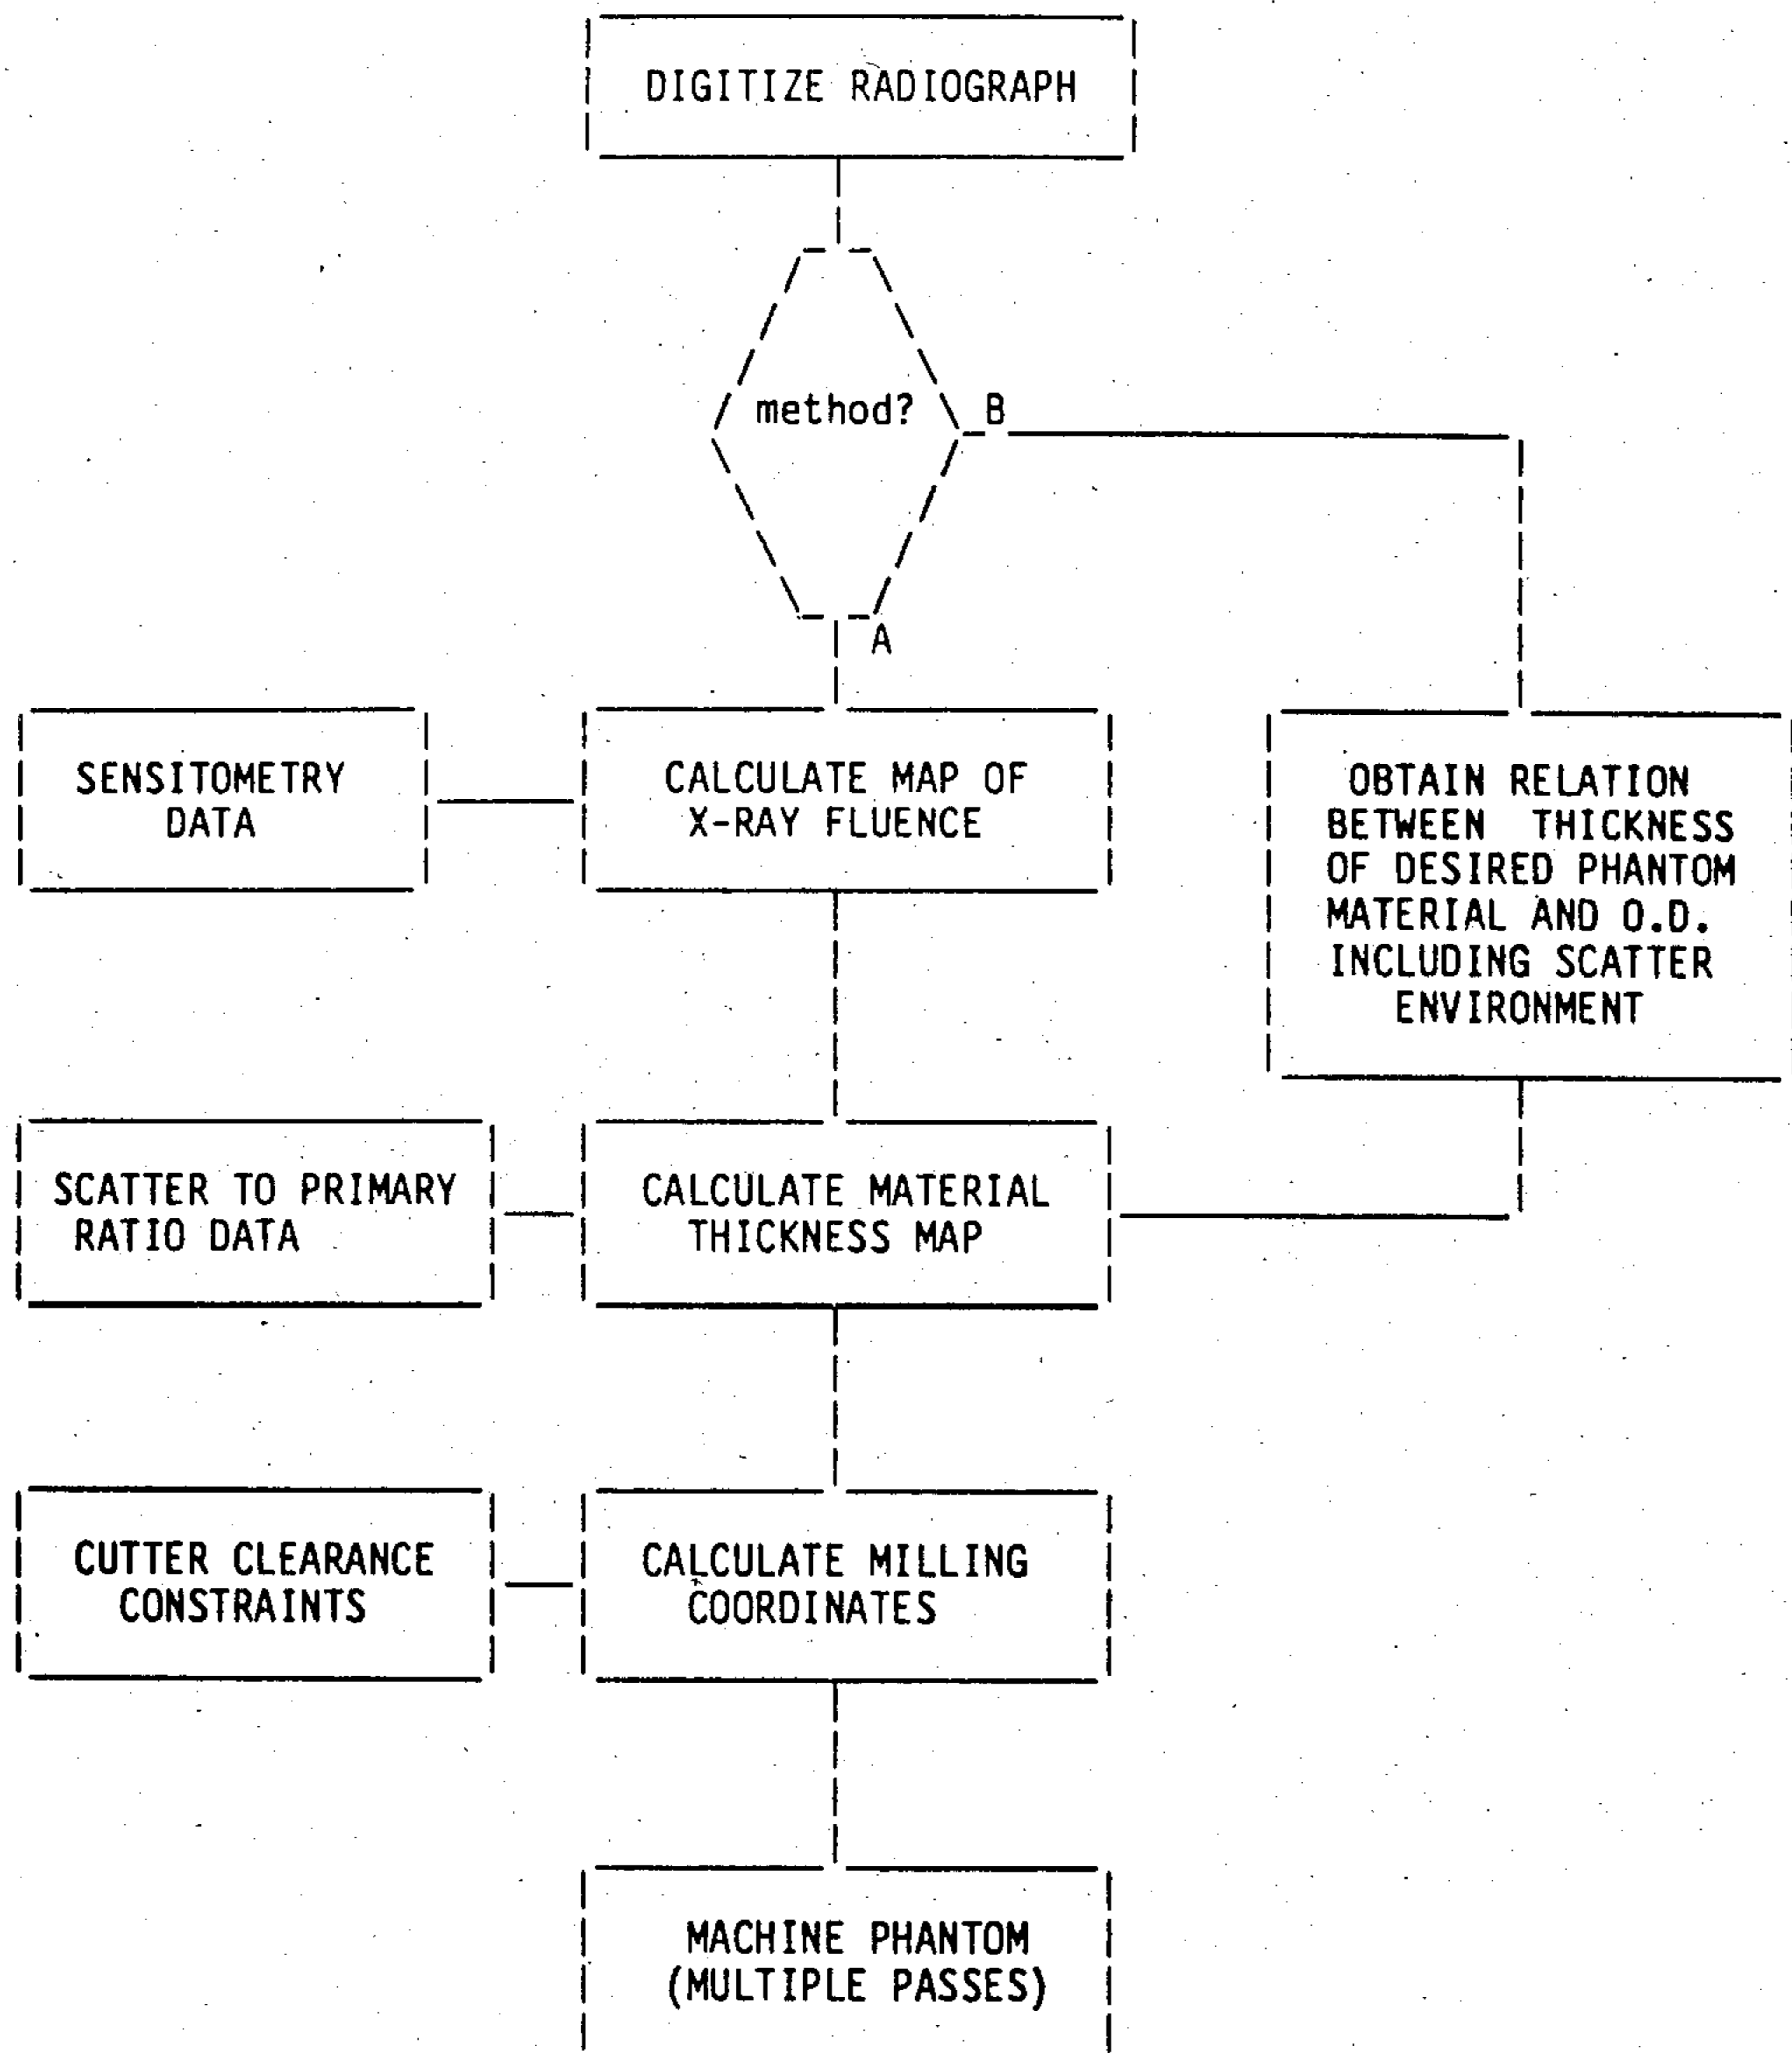 DIGITIZE RADIOGRAPH
method?
B
A
SENSITOMETRY
DATA
CALCULATE MAP OF
X-RAY FLUENCE
OBTAIN RELATION
BETWEEN THICKNESS
OF DESIRED PHANTOM
MATERIAL AND O.D.
INCLUDING SCATTER
ENVIRONMENT
SCATTER TO PRIMARY
RATIO DATA
CALCULATE MATERIAL
THICKNESS MAP
CUTTER CLEARANCE
CONSTRAINTS
CALCULATE MILLING
COORDINATES
MACHINE PHANTOM
(MULTIPLE PASSES)